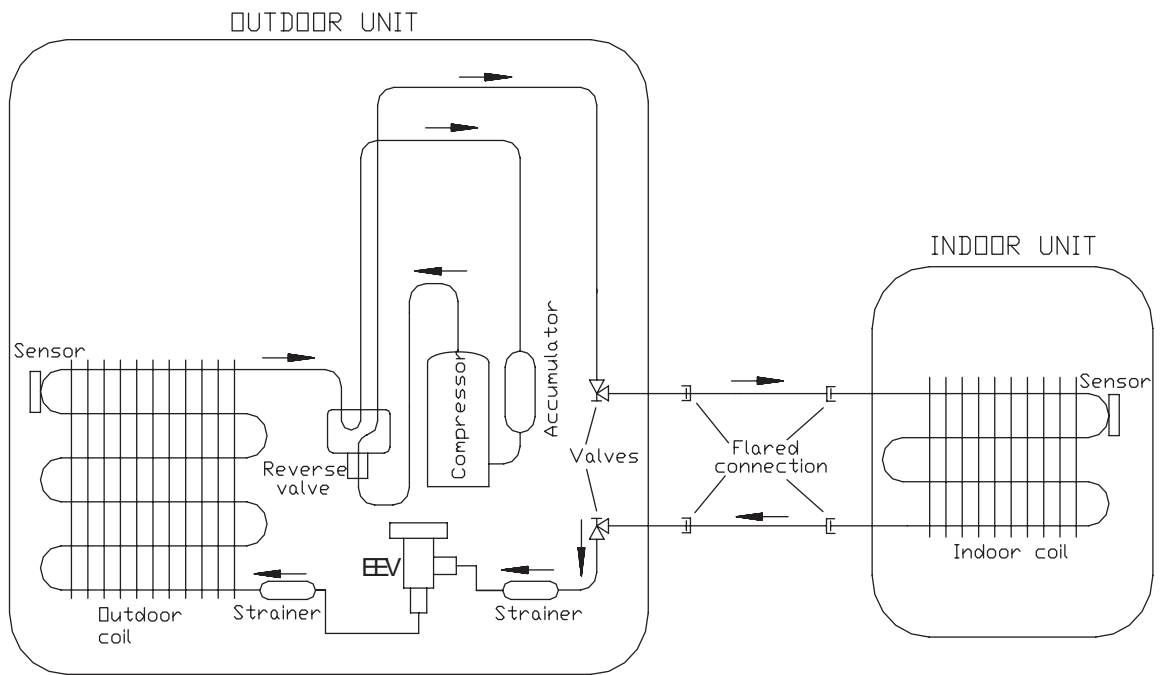 OUTDOOR UNIT
INDOOR UNIT
Sensor
Accumulator
Compressor
Sensor
Reverse
valve
Valves
Flared
connection
EEV
Indoor coil
Outdoor
coil
Strainer
Strainer